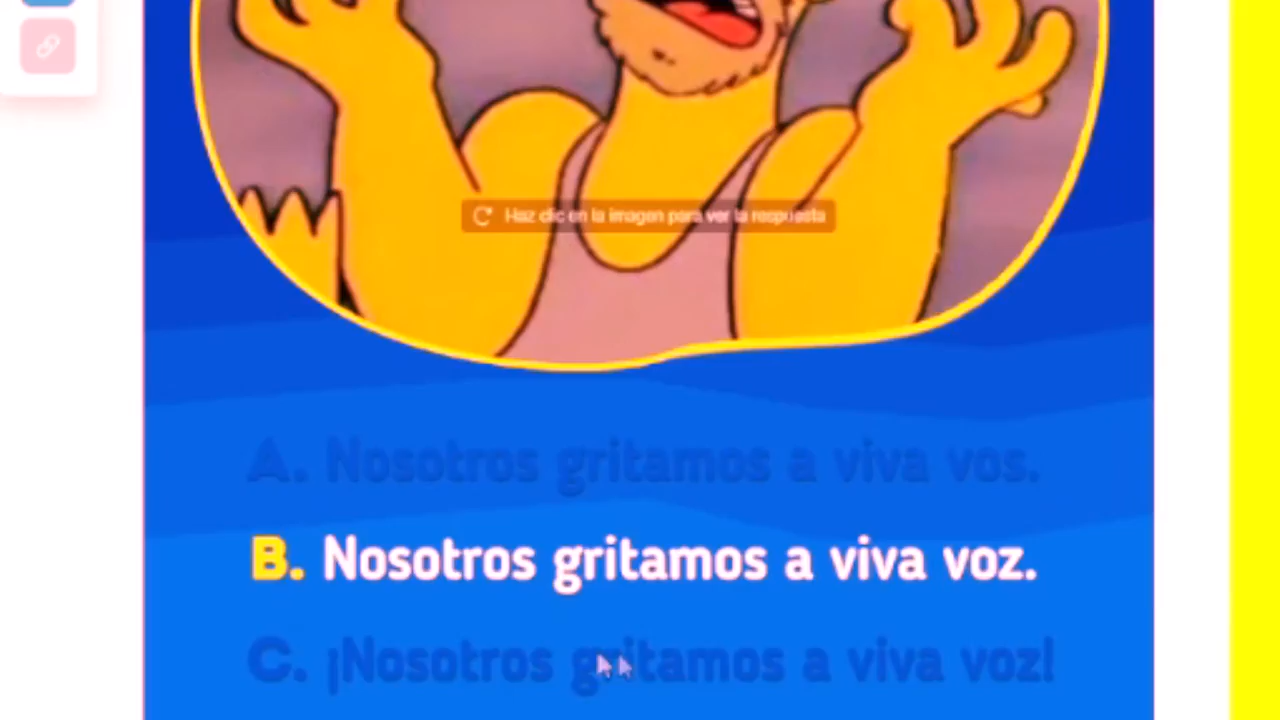 Haz clic en la imagen para ver la respuesta
A. Nosotros gritamos a viva vos.
B. Nosotros gritamos a viva voz.
C. ¡Nosotros gritamos a viva voz!